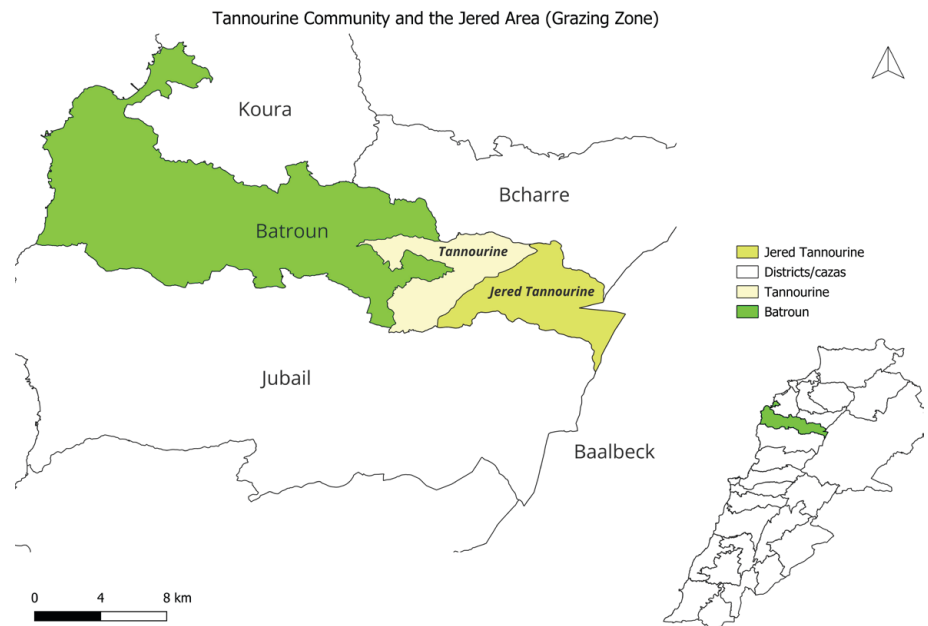 Tannourine Community and the Jered Area (Grazing Zone)
Koura
Bcharre
Batroun
Tannourine
Jered Tannourine
Jubail
Baalbeck
Jered Tannourine
Districts/cazas
Tannourine
Batroun
0 4 8 km